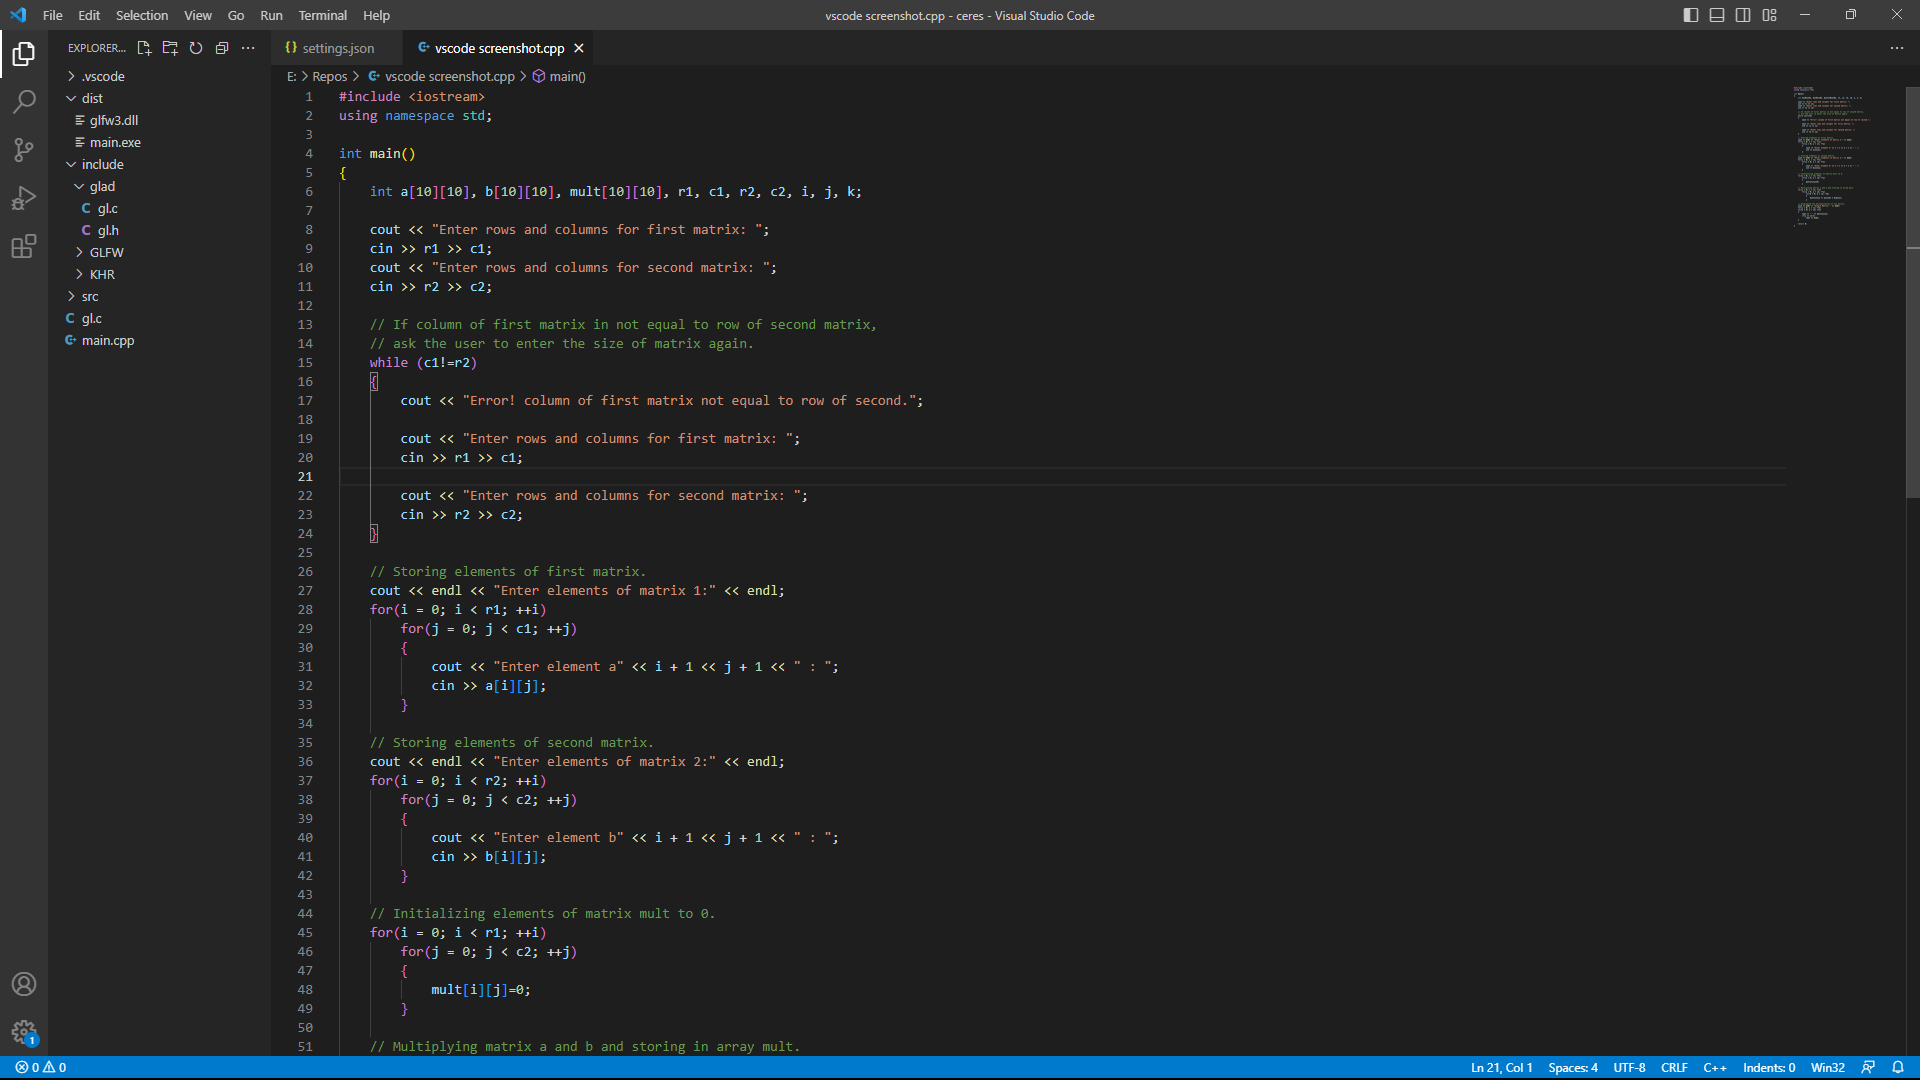 File Edit Selection View Go Run Terminal Help
vscode screenshot.cpp - ceres - Visual Studio Code
EXPLORER...
.vscode
dist
glfw3.dll
main.exe
include
glad
C gl.c
C gl.h
GLFW
KHR
src
C gl.c
main.cpp
{} settings.json
vscode screenshot.cpp
E: > Repos > vscode screenshot.cpp > main()
1 #include <iostream>
2 using namespace std;
3
4 int main()
5 {
6 int a[10][10], b[10][10], mult[10][10], r1, c1, r2, c2, i, j, k;
7
8 cout << "Enter rows and columns for first matrix: ";
9 cin >> r1 >> c1;
10 cout << "Enter rows and columns for second matrix: ";
11 cin >> r2 >> c2;
12
13 // If column of first matrix in not equal to row of second matrix,
14 // ask the user to enter the size of matrix again.
15 while (c1!=r2)
16 {
17 cout << "Error! column of first matrix not equal to row of second.";
18
19 cout << "Enter rows and columns for first matrix: ";
20 cin >> r1 >> c1;
21
22 cout << "Enter rows and columns for second matrix: ";
23 cin >> r2 >> c2;
24 }
25
26 // Storing elements of first matrix.
27 cout << endl << "Enter elements of matrix 1:" << endl;
28 for(i = 0; i < r1; ++i)
29 for(j = 0; j < c1; ++j)
30 {
31 cout << "Enter element a" << i + 1 << j + 1 << " : ";
32 cin >> a[i][j];
33 }
34
35 // Storing elements of second matrix.
36 cout << endl << "Enter elements of matrix 2:" << endl;
37 for(i = 0; i < r2; ++i)
38 for(j = 0; j < c2; ++j)
39 {
40 cout << "Enter element b" << i + 1 << j + 1 << " : ";
41 cin >> b[i][j];
42 }
43
44 // Initializing elements of matrix mult to 0.
45 for(i = 0; i < r1; ++i)
46 for(j = 0; j < c2; ++j)
47 {
48 mult[i][j]=0;
49 }
50
51 // Multiplying matrix a and b and storing in array mult.
1
0 0
Ln 21, Col 1 Spaces: 4 UTF-8 CRLF C++ Indents: 0 Win32